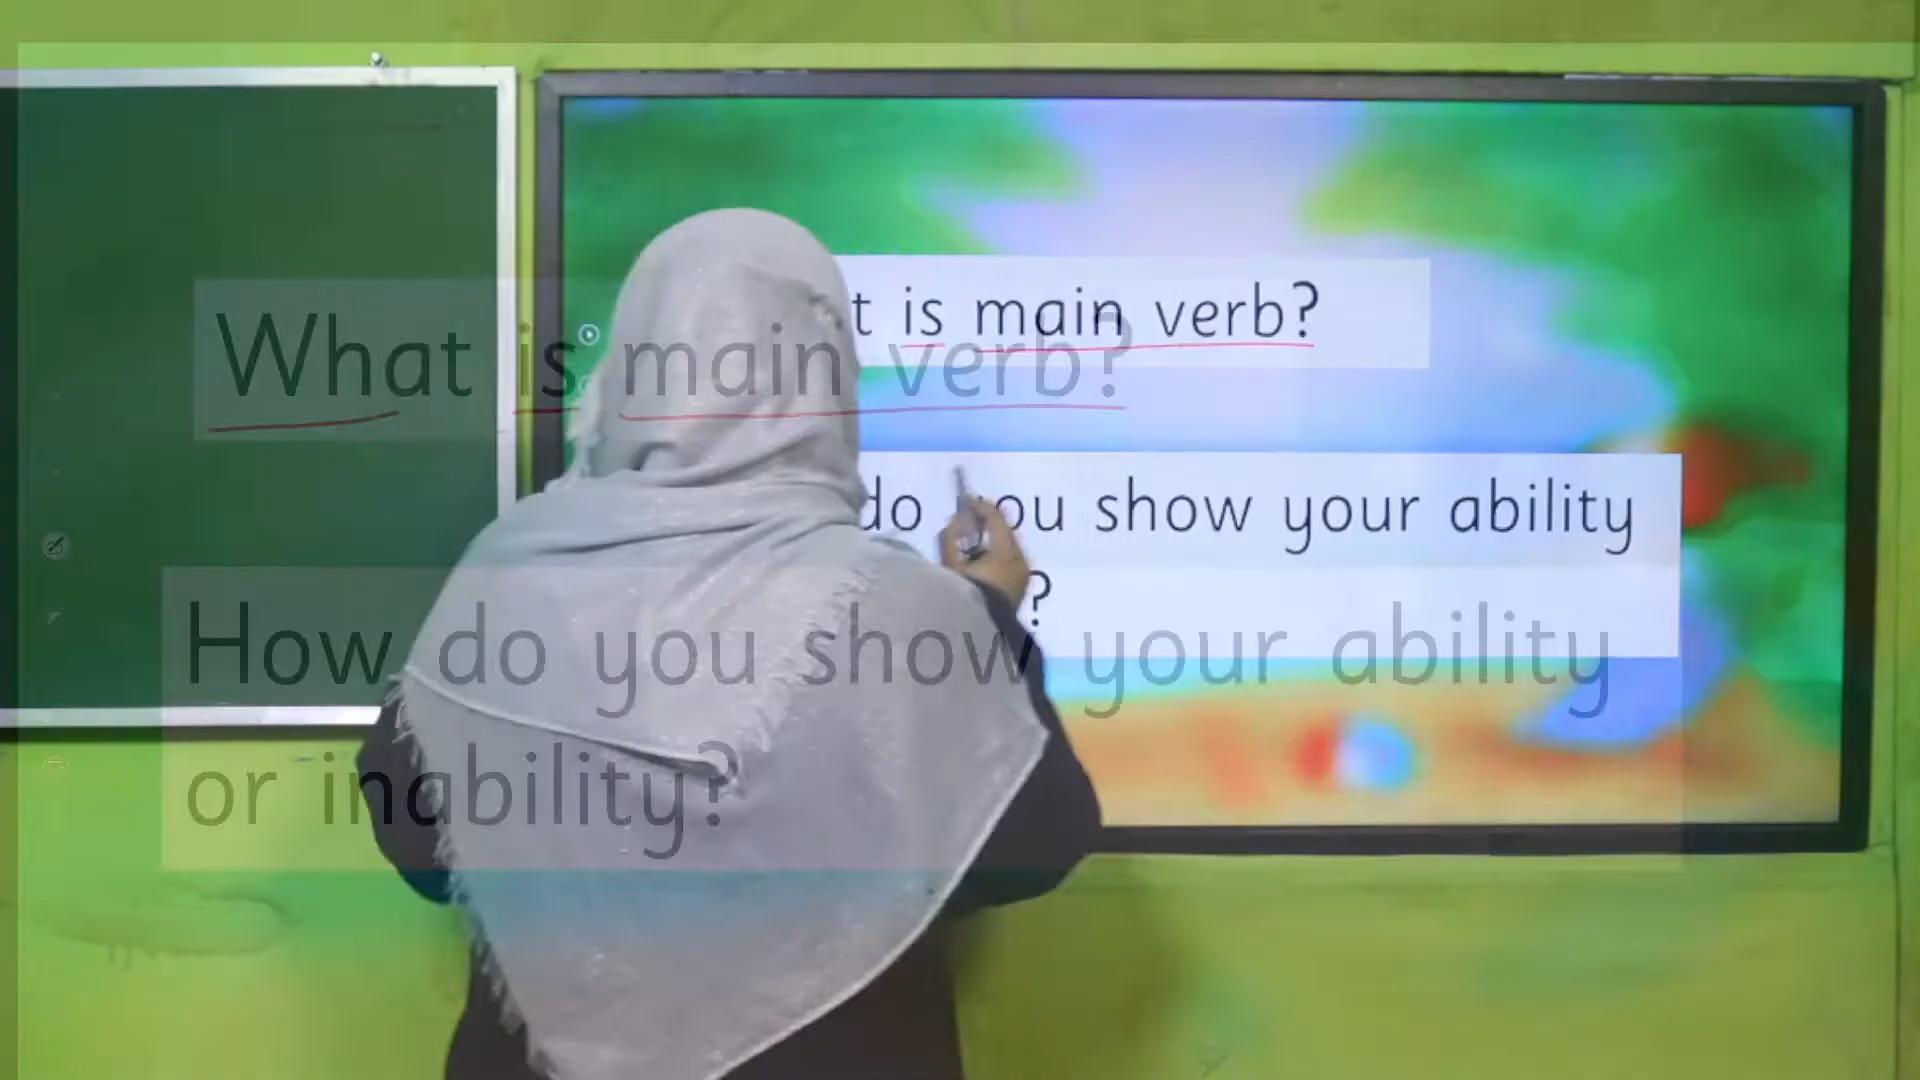 What is main verb?
How do you show your ability
or inability?
t is main verb?
do you show your ability
?